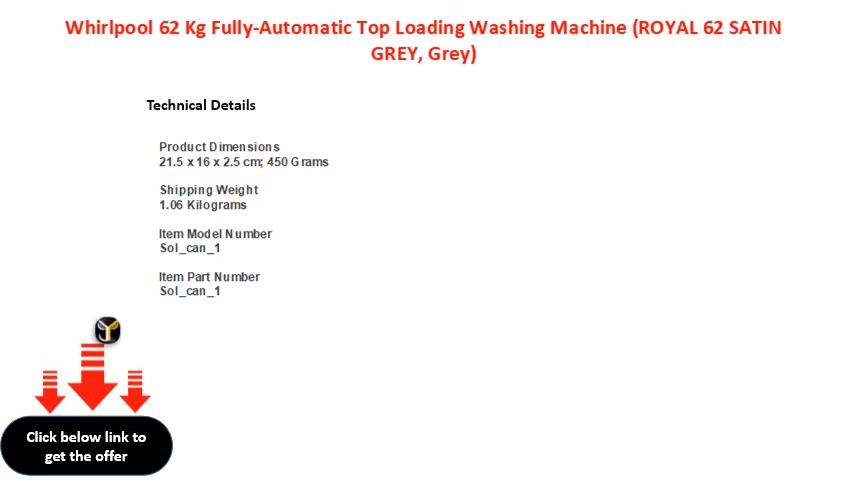 Whirlpool 62 Kg Fully-Automatic Top Loading Washing Machine (ROYAL 62 SATIN
GREY, Grey)
Technical Details
Product Dimensions
21.5 x 16 x 2.5 cm; 450 Grams
Shipping Weight
1.06 Kilograms
Item Model Number
Sol_can_1
Item Part Number
Sol_can_1
Click below link to
get the offer